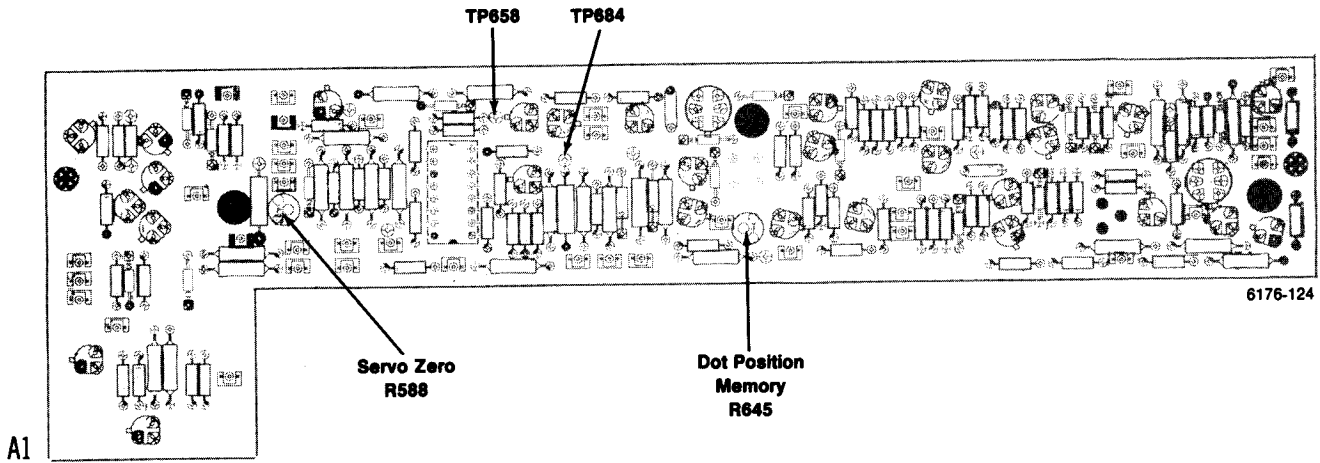 TP658 TP684
6176-124
Servo Zero
R588
Dot Position
Memory
R645
A1